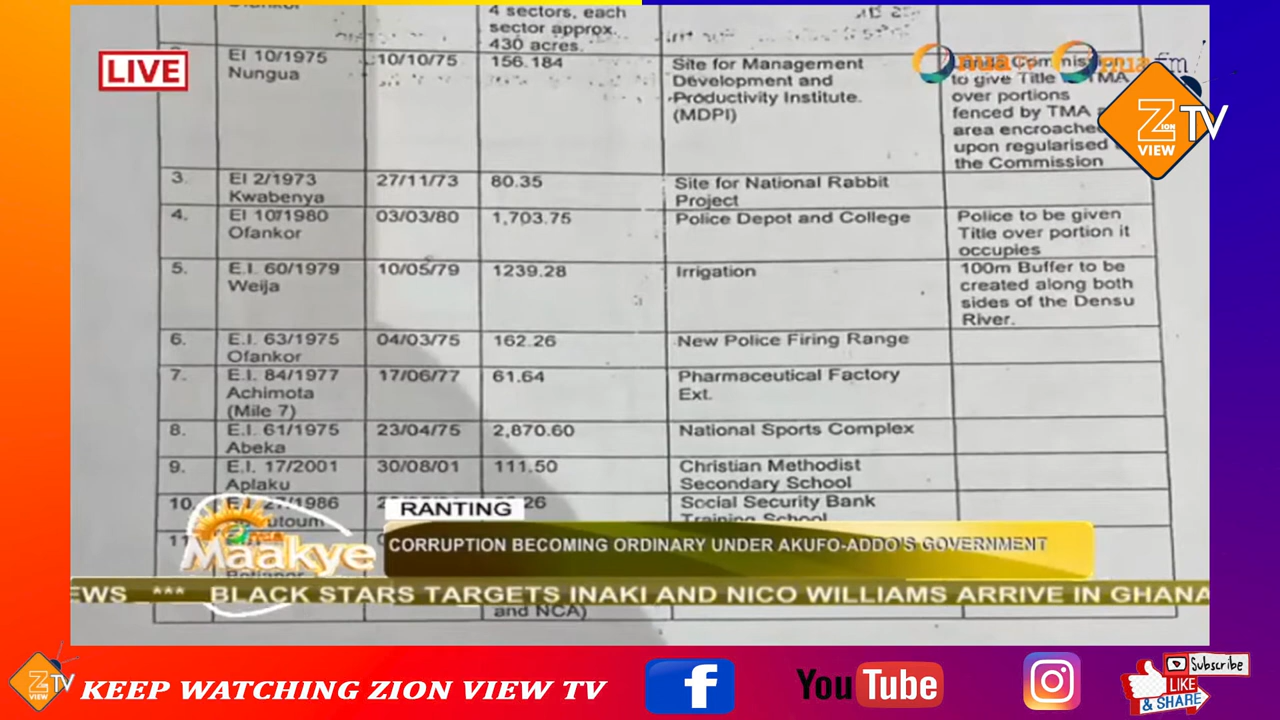 4 sectors, each
sector approx.
430 acres.
LIVE
EI 10/1975
Nungua
10/10/75
156.184
Site for Management
Development and
Productivity Institute.
(MDPI)
to give Title
TMA
over portions
fenced by TMA
area encroached
upon regularised
the Commission
fm
Z
ZION
VIEW
TV
3.
EI 2/1973
Kwabenya
27/11/73
80.35
Site for National Rabbit
Project
4.
EI 10/1980
Ofankor
03/03/80
1,703.75
Police Depot and College
Police to be given
Title over portion it
occupies
5.
E.I. 60/1979
Weija
10/05/79
1239.28
Irrigation
100m Buffer to be
created along both
sides of the Densu
River.
6.
E.I. 63/1975
Ofankor
04/03/75
162.26
New Police Firing Range
7.
E.I. 84/1977
Achimota
(Mile 7)
17/06/77
61.64
Pharmaceutical Factory
Ext.
8.
E.I. 61/1975
Abeka
23/04/75
2,870.60
National Sports Complex
9.
E.I. 17/2001
Aplaku
30/08/01
111.50
Christian Methodist
Secondary School
10.
Social Security Bank
Training School
RANTING
Maakye
CORRUPTION BECOMING ORDINARY UNDER AKUFO-ADDO'S GOVERNMENT
EWS *** BLACK STARS TARGETS INAKI AND NICO WILLIAMS ARRIVE IN GHANA
and NCA)
Z TV KEEP WATCHING ZION VIEW TV
f
YouTube
Subscribe
LIKE
& SHARE